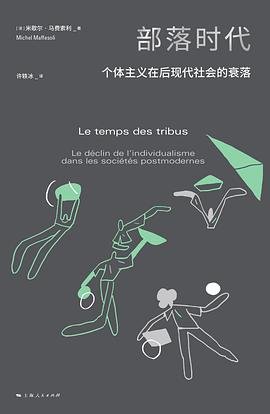 [法]米歇尔·马费索利_著
Michel Maffesoli
许轶冰_译
部落时代
个体主义在后现代社会的衰落
Le temps des tribus
Le déclin de l'individualisme
dans les sociétés postmodernes
上海人民出版社